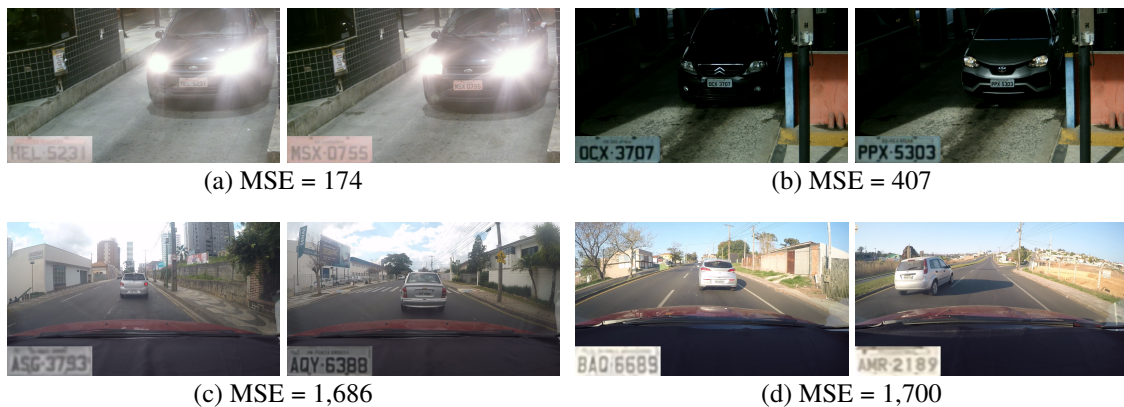 HEL·5231
MSX·0755
(a) MSE = 174
OCX·3707
PPX·5303
(b) MSE = 407
ASG·3793
AQY·6388
(c) MSE = 1,686
BAQ·6689
AMR·2189
(d) MSE = 1,700